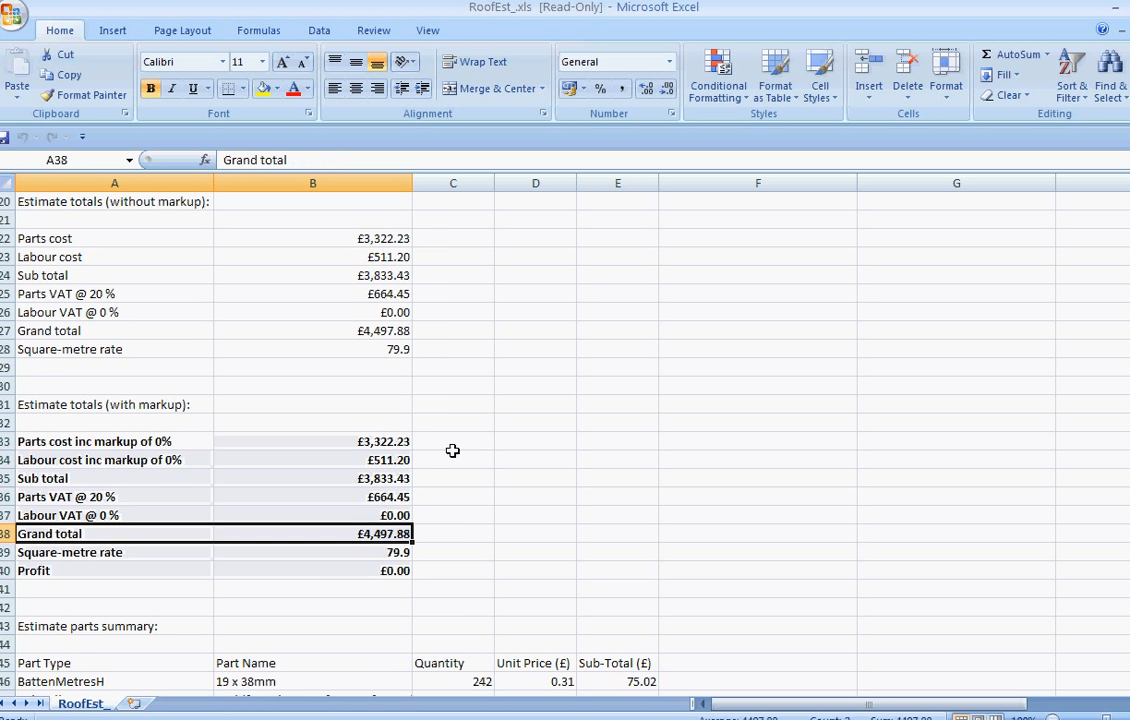 RoofEst_.xls [Read-Only] - Microsoft Excel
Home Insert Page Layout Formulas Data Review View
Paste
Cut
Copy
Format Painter
Clipboard
Calibri 11
B I U
Font
Wrap Text
Merge & Center
Alignment
General
% ,
Number
Conditional Formatting
Format as Table
Cell Styles
Styles
Insert Delete Format
Cells
AutoSum
Fill
Clear
Sort & Filter
Find & Select
Editing
A38 fx Grand total
A B C D E F G
20 Estimate totals (without markup):
21
22 Parts cost £3,322.23
23 Labour cost £511.20
24 Sub total £3,833.43
25 Parts VAT @ 20 % £664.45
26 Labour VAT @ 0 % £0.00
27 Grand total £4,497.88
28 Square-metre rate 79.9
29
30
31 Estimate totals (with markup):
32
33 Parts cost inc markup of 0% £3,322.23
34 Labour cost inc markup of 0% £511.20
35 Sub total £3,833.43
36 Parts VAT @ 20 % £664.45
37 Labour VAT @ 0 % £0.00
38 Grand total £4,497.88
39 Square-metre rate 79.9
40 Profit £0.00
41
42
43 Estimate parts summary:
44
45 Part Type Part Name Quantity Unit Price (£) Sub-Total (£)
46 BattenMetresH 19 x 38mm 242 0.31 75.02
RoofEst_